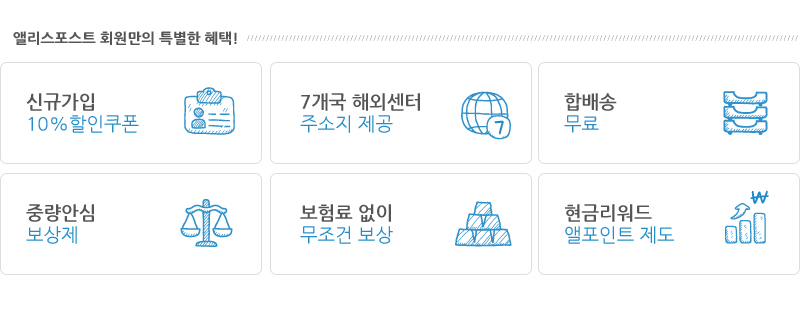 앨리스포스트 회원만의 특별한 혜택!
신규가입
10%할인쿠폰
7개국 해외센터
주소지 제공
7
합배송
무료
중량안심
보상제
보험료 없이
무조건 보상
현금리워드
앨포인트 제도
₩